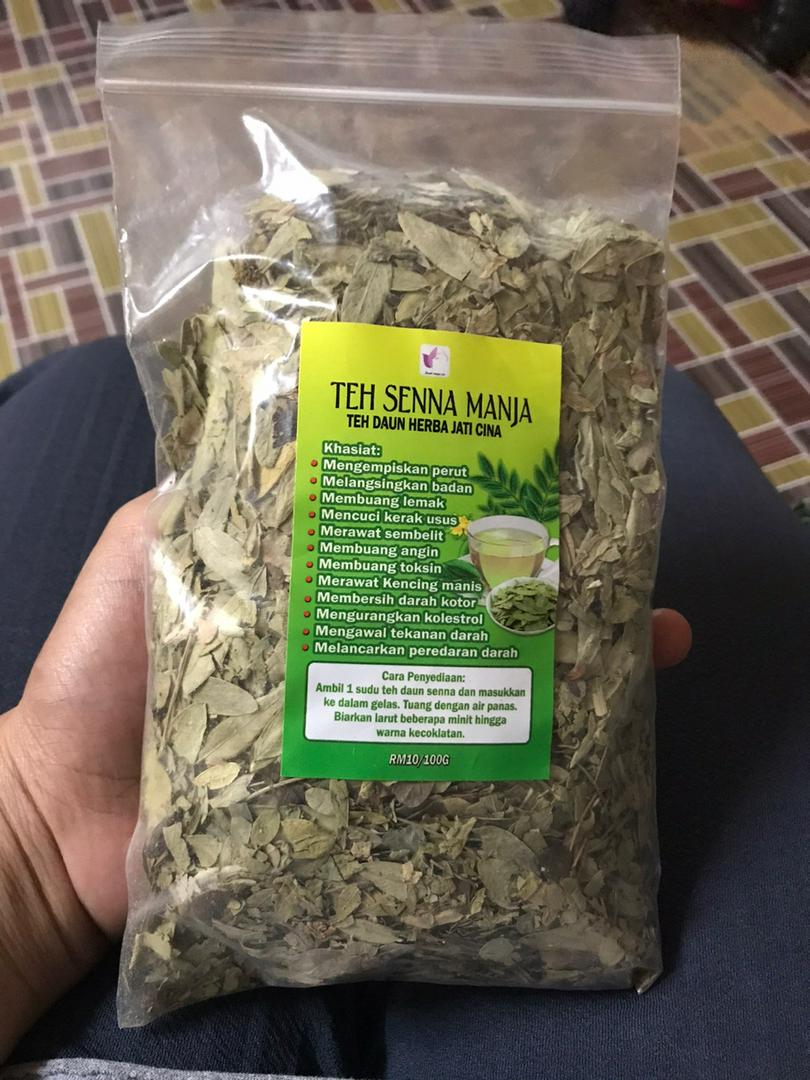 TEH SENNA MANJA
TEH DAUN HERBA JATI CINA
Khasiat:
Mengempiskan perut
Melangsingkan badan
Membuang lemak
Mencuci kerak usus
Merawat sembelit
Membuang angin
Membuang toksin
Merawat Kencing manis
Membersih darah kotor
Mengurangkan kolestrol
Mengawal tekanan darah
Melancarkan peredaran darah
Cara Penyediaan:
Ambil 1 sudu teh daun senna dan masukkan
ke dalam gelas. Tuang dengan air panas.
Biarkan larut beberapa minit hingga
warna kecoklatan.
RM10/100G